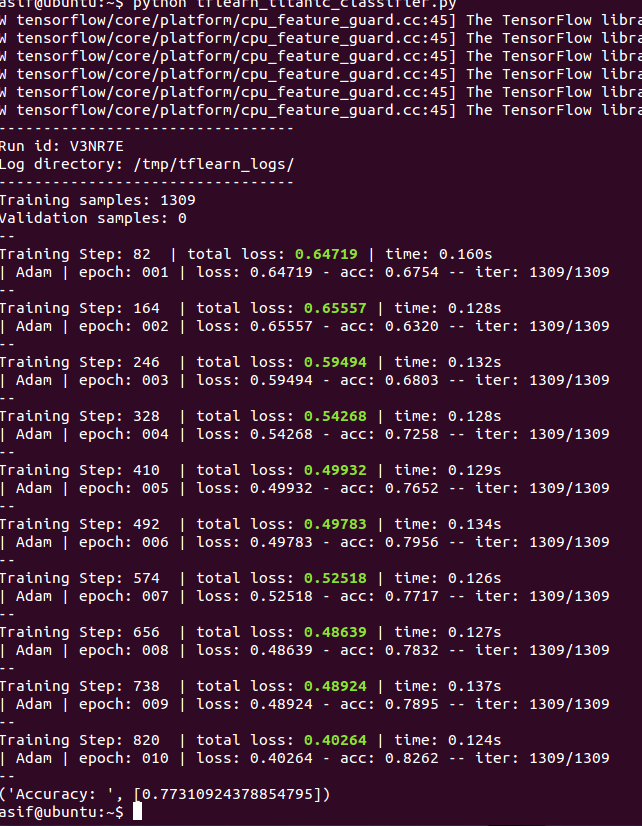 asif@ubuntu:~$ python tflearn_titanic_classifier.py
W tensorflow/core/platform/cpu_feature_guard.cc:45] The TensorFlow libra
W tensorflow/core/platform/cpu_feature_guard.cc:45] The TensorFlow libra
W tensorflow/core/platform/cpu_feature_guard.cc:45] The TensorFlow libra
W tensorflow/core/platform/cpu_feature_guard.cc:45] The TensorFlow libra
W tensorflow/core/platform/cpu_feature_guard.cc:45] The TensorFlow libra
W tensorflow/core/platform/cpu_feature_guard.cc:45] The TensorFlow libra
---------------------------------
Run id: V3NR7E
Log directory: /tmp/tflearn_logs/
---------------------------------
Training samples: 1309
Validation samples: 0
--
Training Step: 82  | total loss: 0.64719 | time: 0.160s
| Adam | epoch: 001 | loss: 0.64719 - acc: 0.6754 -- iter: 1309/1309
--
Training Step: 164  | total loss: 0.65557 | time: 0.128s
| Adam | epoch: 002 | loss: 0.65557 - acc: 0.6320 -- iter: 1309/1309
--
Training Step: 246  | total loss: 0.59494 | time: 0.132s
| Adam | epoch: 003 | loss: 0.59494 - acc: 0.6803 -- iter: 1309/1309
--
Training Step: 328  | total loss: 0.54268 | time: 0.128s
| Adam | epoch: 004 | loss: 0.54268 - acc: 0.7258 -- iter: 1309/1309
--
Training Step: 410  | total loss: 0.49932 | time: 0.129s
| Adam | epoch: 005 | loss: 0.49932 - acc: 0.7652 -- iter: 1309/1309
--
Training Step: 492  | total loss: 0.49783 | time: 0.134s
| Adam | epoch: 006 | loss: 0.49783 - acc: 0.7956 -- iter: 1309/1309
--
Training Step: 574  | total loss: 0.52518 | time: 0.126s
| Adam | epoch: 007 | loss: 0.52518 - acc: 0.7717 -- iter: 1309/1309
--
Training Step: 656  | total loss: 0.48639 | time: 0.127s
| Adam | epoch: 008 | loss: 0.48639 - acc: 0.7832 -- iter: 1309/1309
--
Training Step: 738  | total loss: 0.48924 | time: 0.137s
| Adam | epoch: 009 | loss: 0.48924 - acc: 0.7895 -- iter: 1309/1309
--
Training Step: 820  | total loss: 0.40264 | time: 0.124s
| Adam | epoch: 010 | loss: 0.40264 - acc: 0.8262 -- iter: 1309/1309
--
('Accuracy: ', [0.77310924378854795])
asif@ubuntu:~$